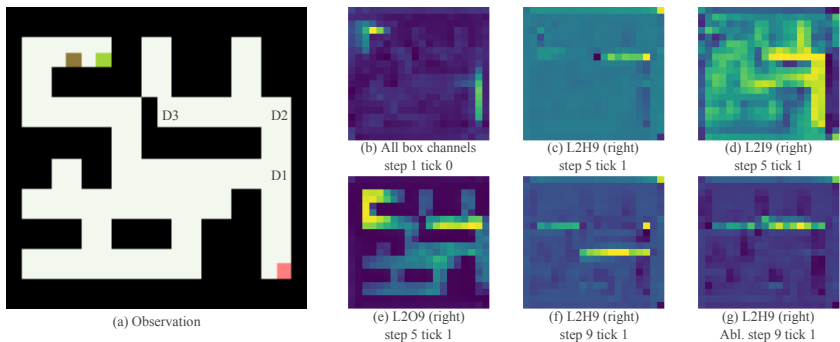 D3
D2
D1
(a) Observation
(b) All box channels
step 1 tick 0
(c) L2H9 (right)
step 5 tick 1
(d) L2I9 (right)
step 5 tick 1
(e) L2O9 (right)
step 5 tick 1
(f) L2H9 (right)
step 9 tick 1
(g) L2H9 (right)
Abl. step 9 tick 1